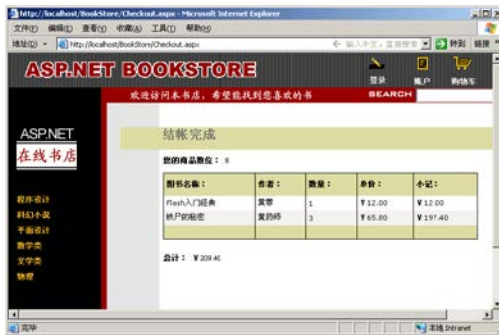 http://localhost/BookStore/Checkout.aspx - Microsoft Internet Explorer
文件(F) 编辑(E) 查看(V) 收藏(A) 工具(T) 帮助(H)
地址(D) http://localhost/BookStore/Checkout.aspx 转到 链接 »
ASP.NET BOOKSTORE
登录 账户 购物车
欢迎访问本书店，希望能找到您喜欢的书 SEARCH
ASP.NET
在线书店
程序设计
科幻小说
平面设计
数学类
文学类
物理
结帐完成
您的商品数位：
图书名称： 作者： 数量： 单价： 小记：
Flash入门经典 黄蓉 1 ¥12.00 ¥12.00
铁尸的秘密 黄药师 3 ¥65.80 ¥197.40
总计： ¥209.40
完毕 本地 Intranet